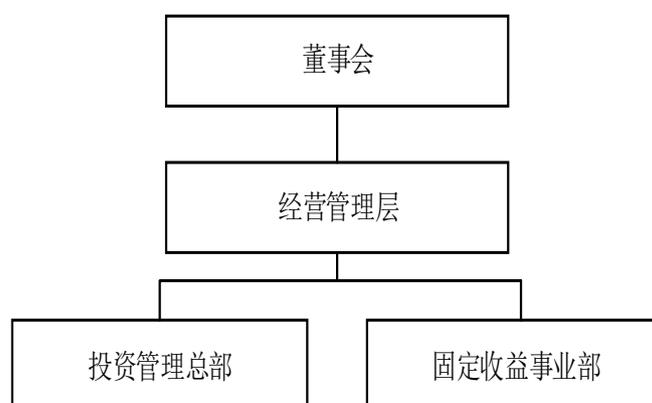 董事会
经营管理层
投资管理总部
固定收益事业部